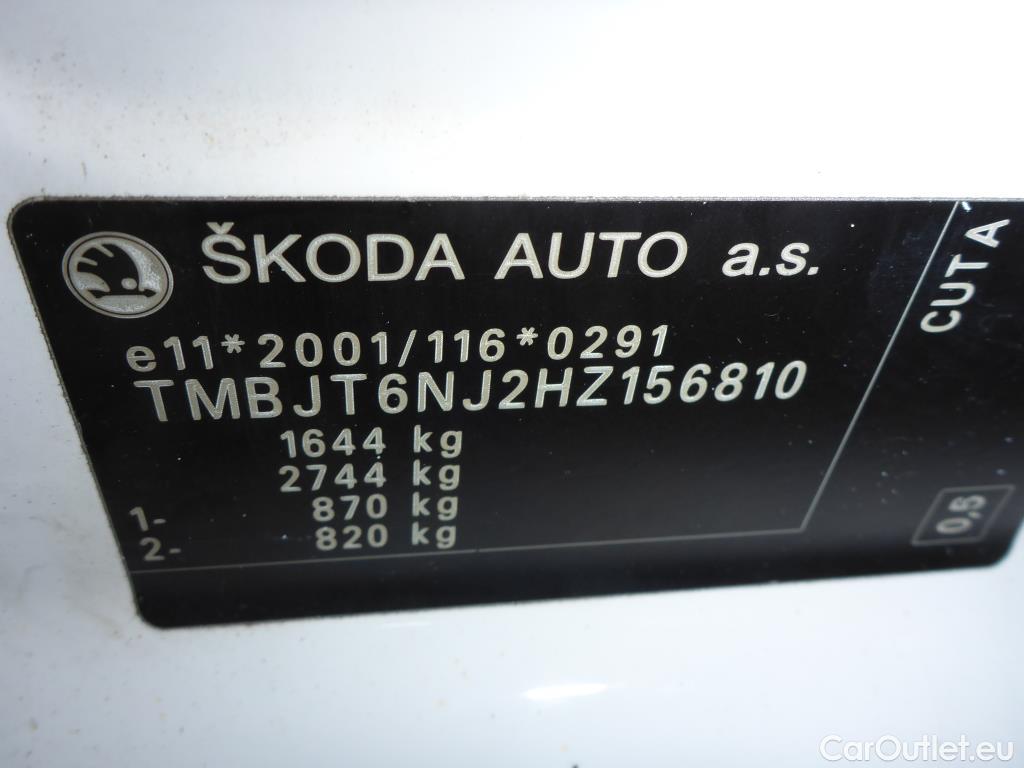 ŠKODA AUTO a.s.
e11*2001/116*0291
TMBJT6NJ2HZ156810
1644 kg
2744 kg
1- 870 kg
2- 820 kg
CUTA
0,5
CarOutlet.eu